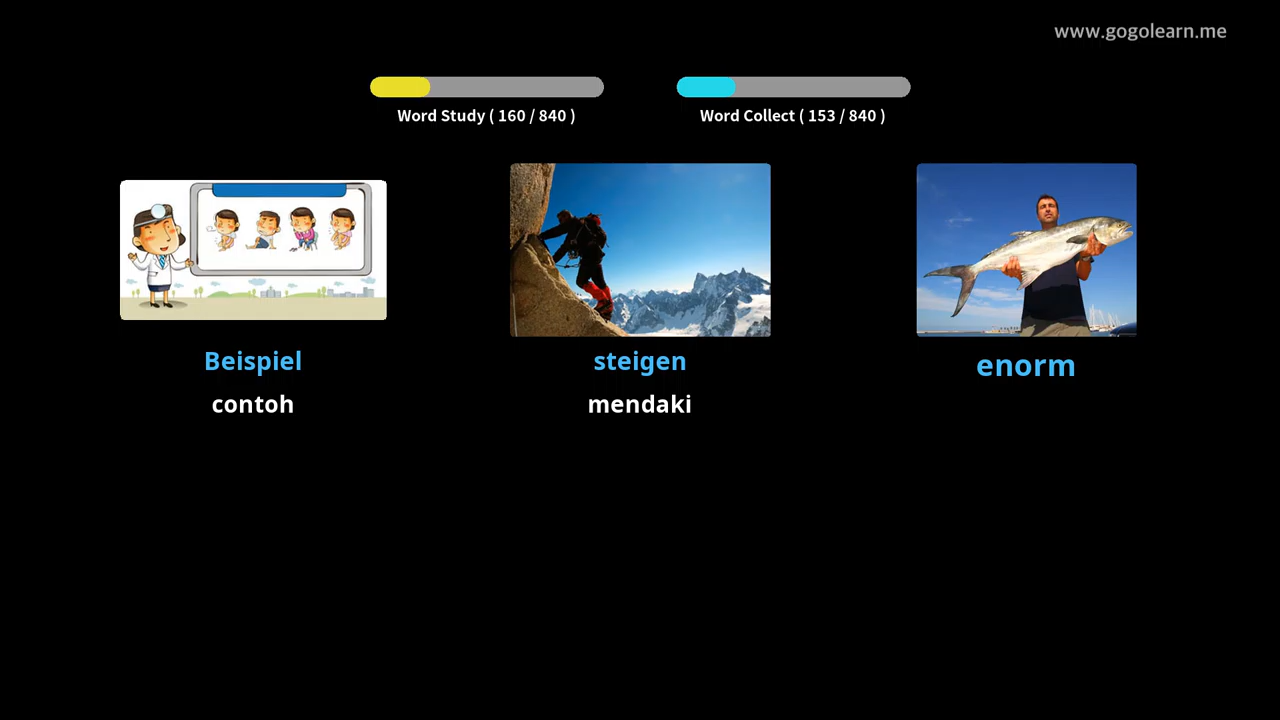 www.gogolearn.me
Word Study ( 160 / 840 )
Word Collect ( 153 / 840 )
Beispiel
contoh
steigen
mendaki
enorm